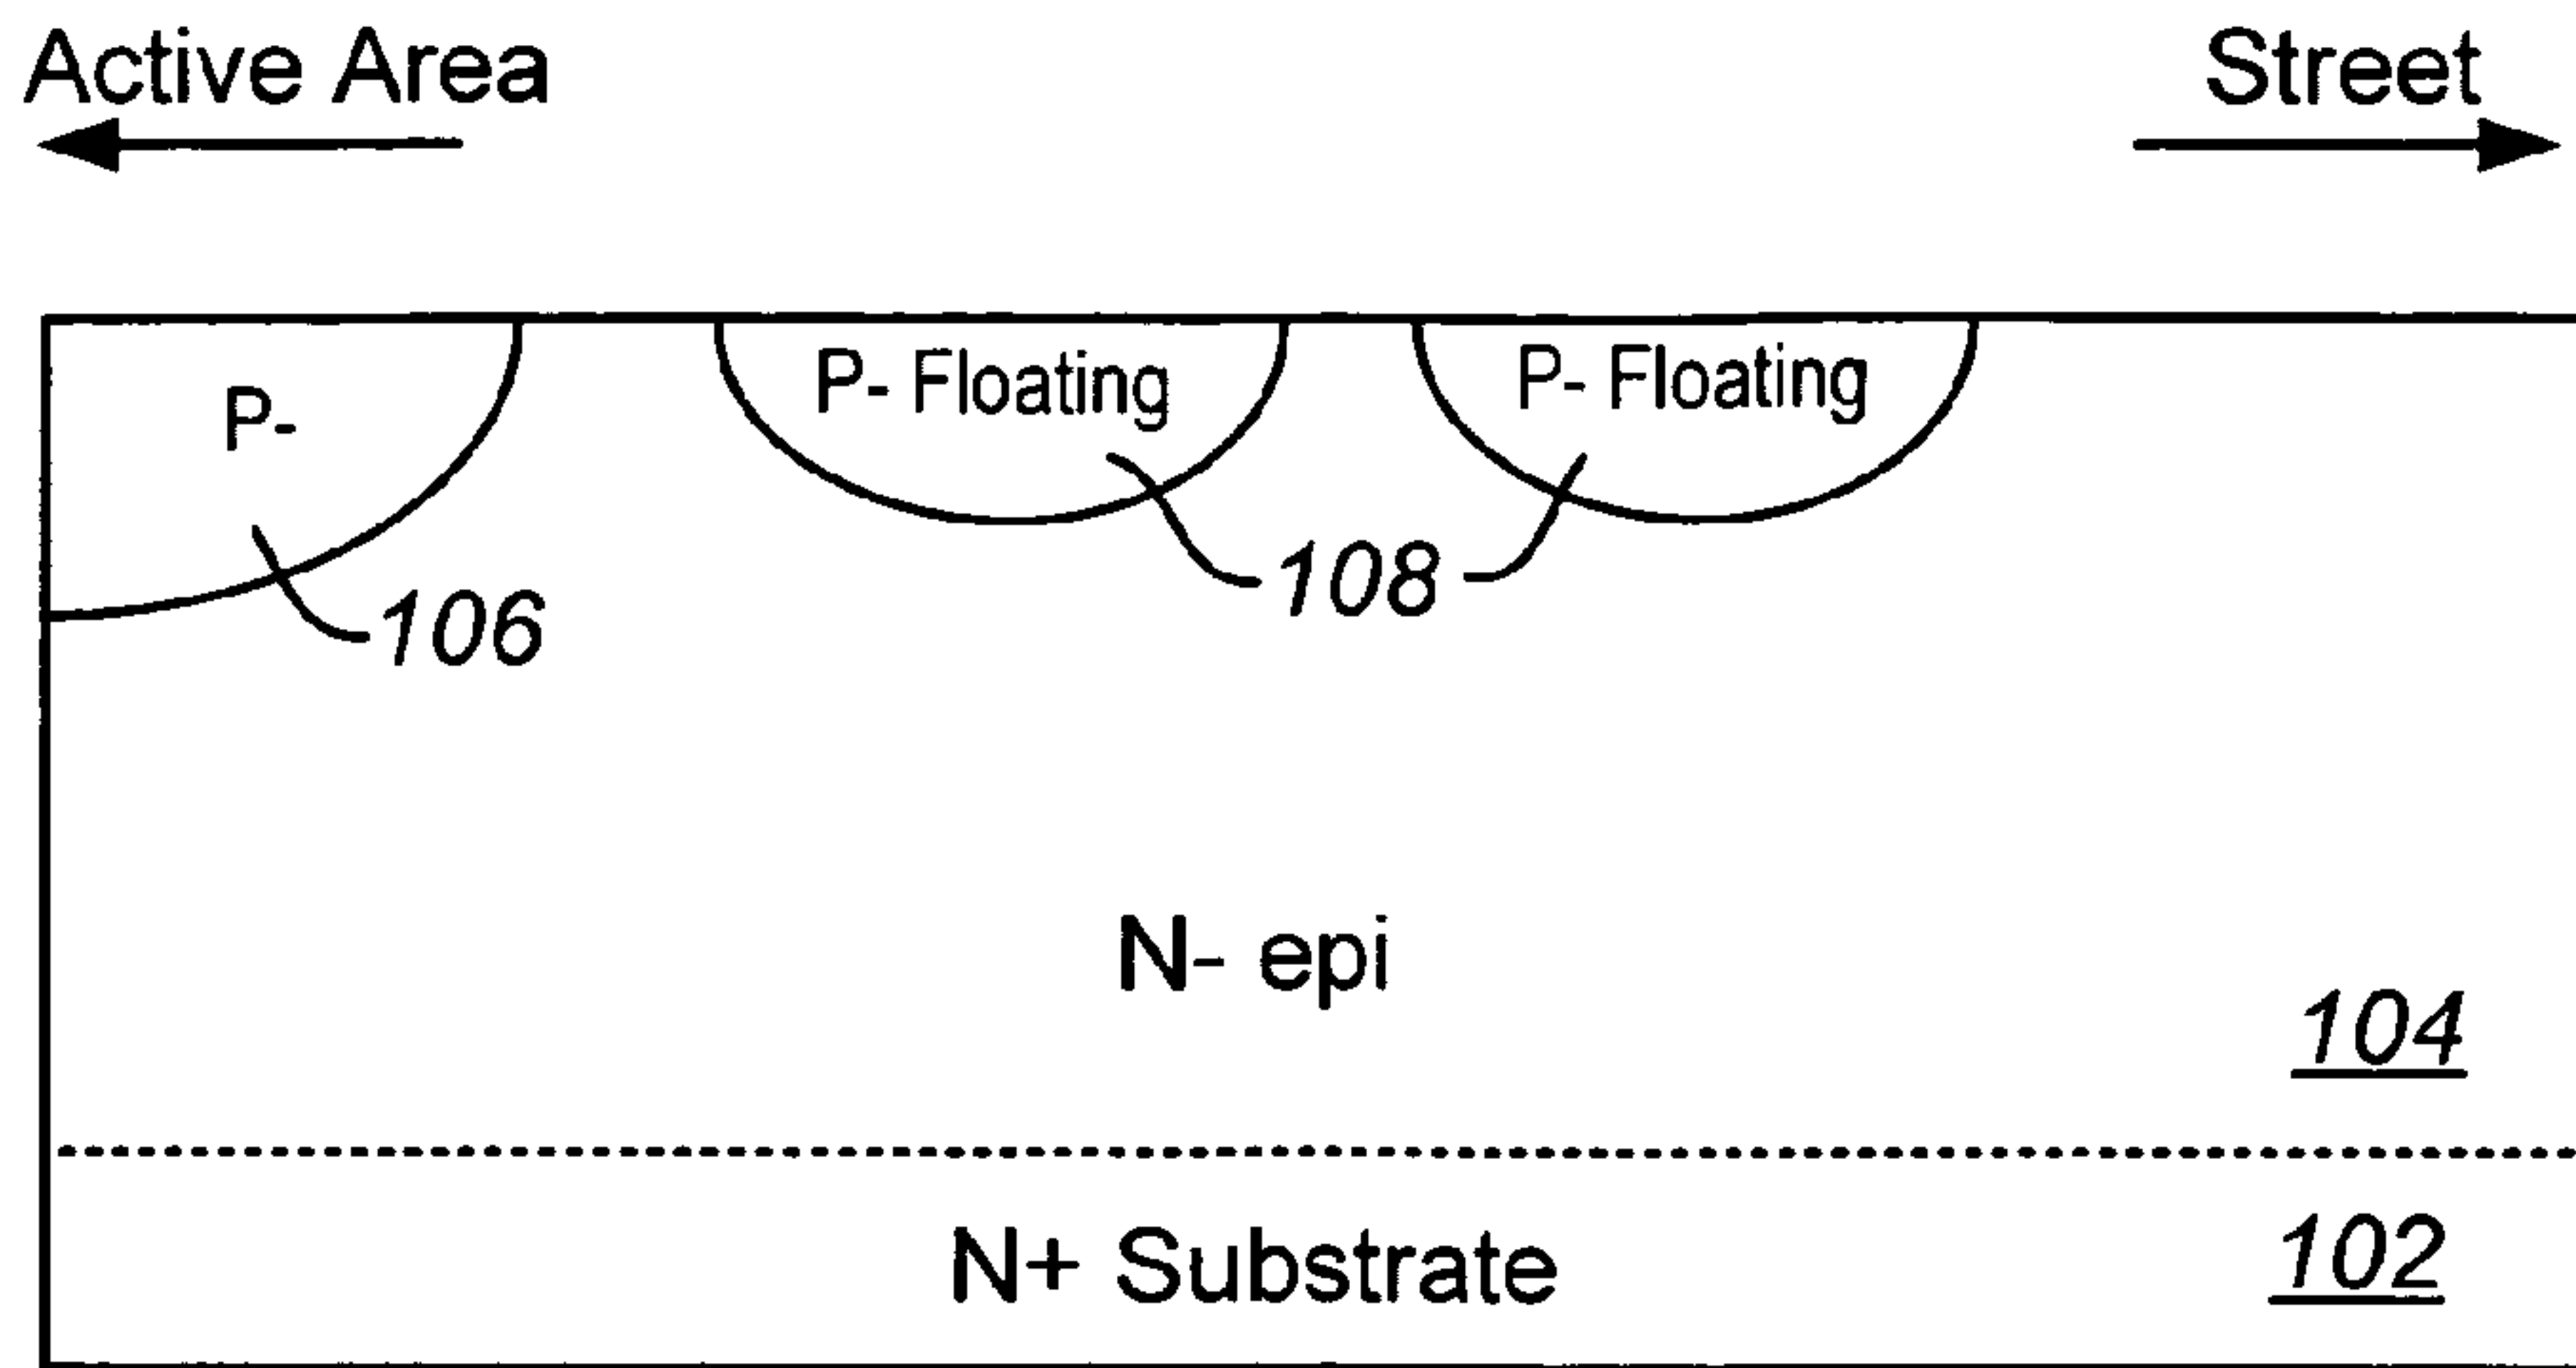 Active Area
Street
P-
P- Floating
P- Floating
106
108
N- epi
104
N+ Substrate
102